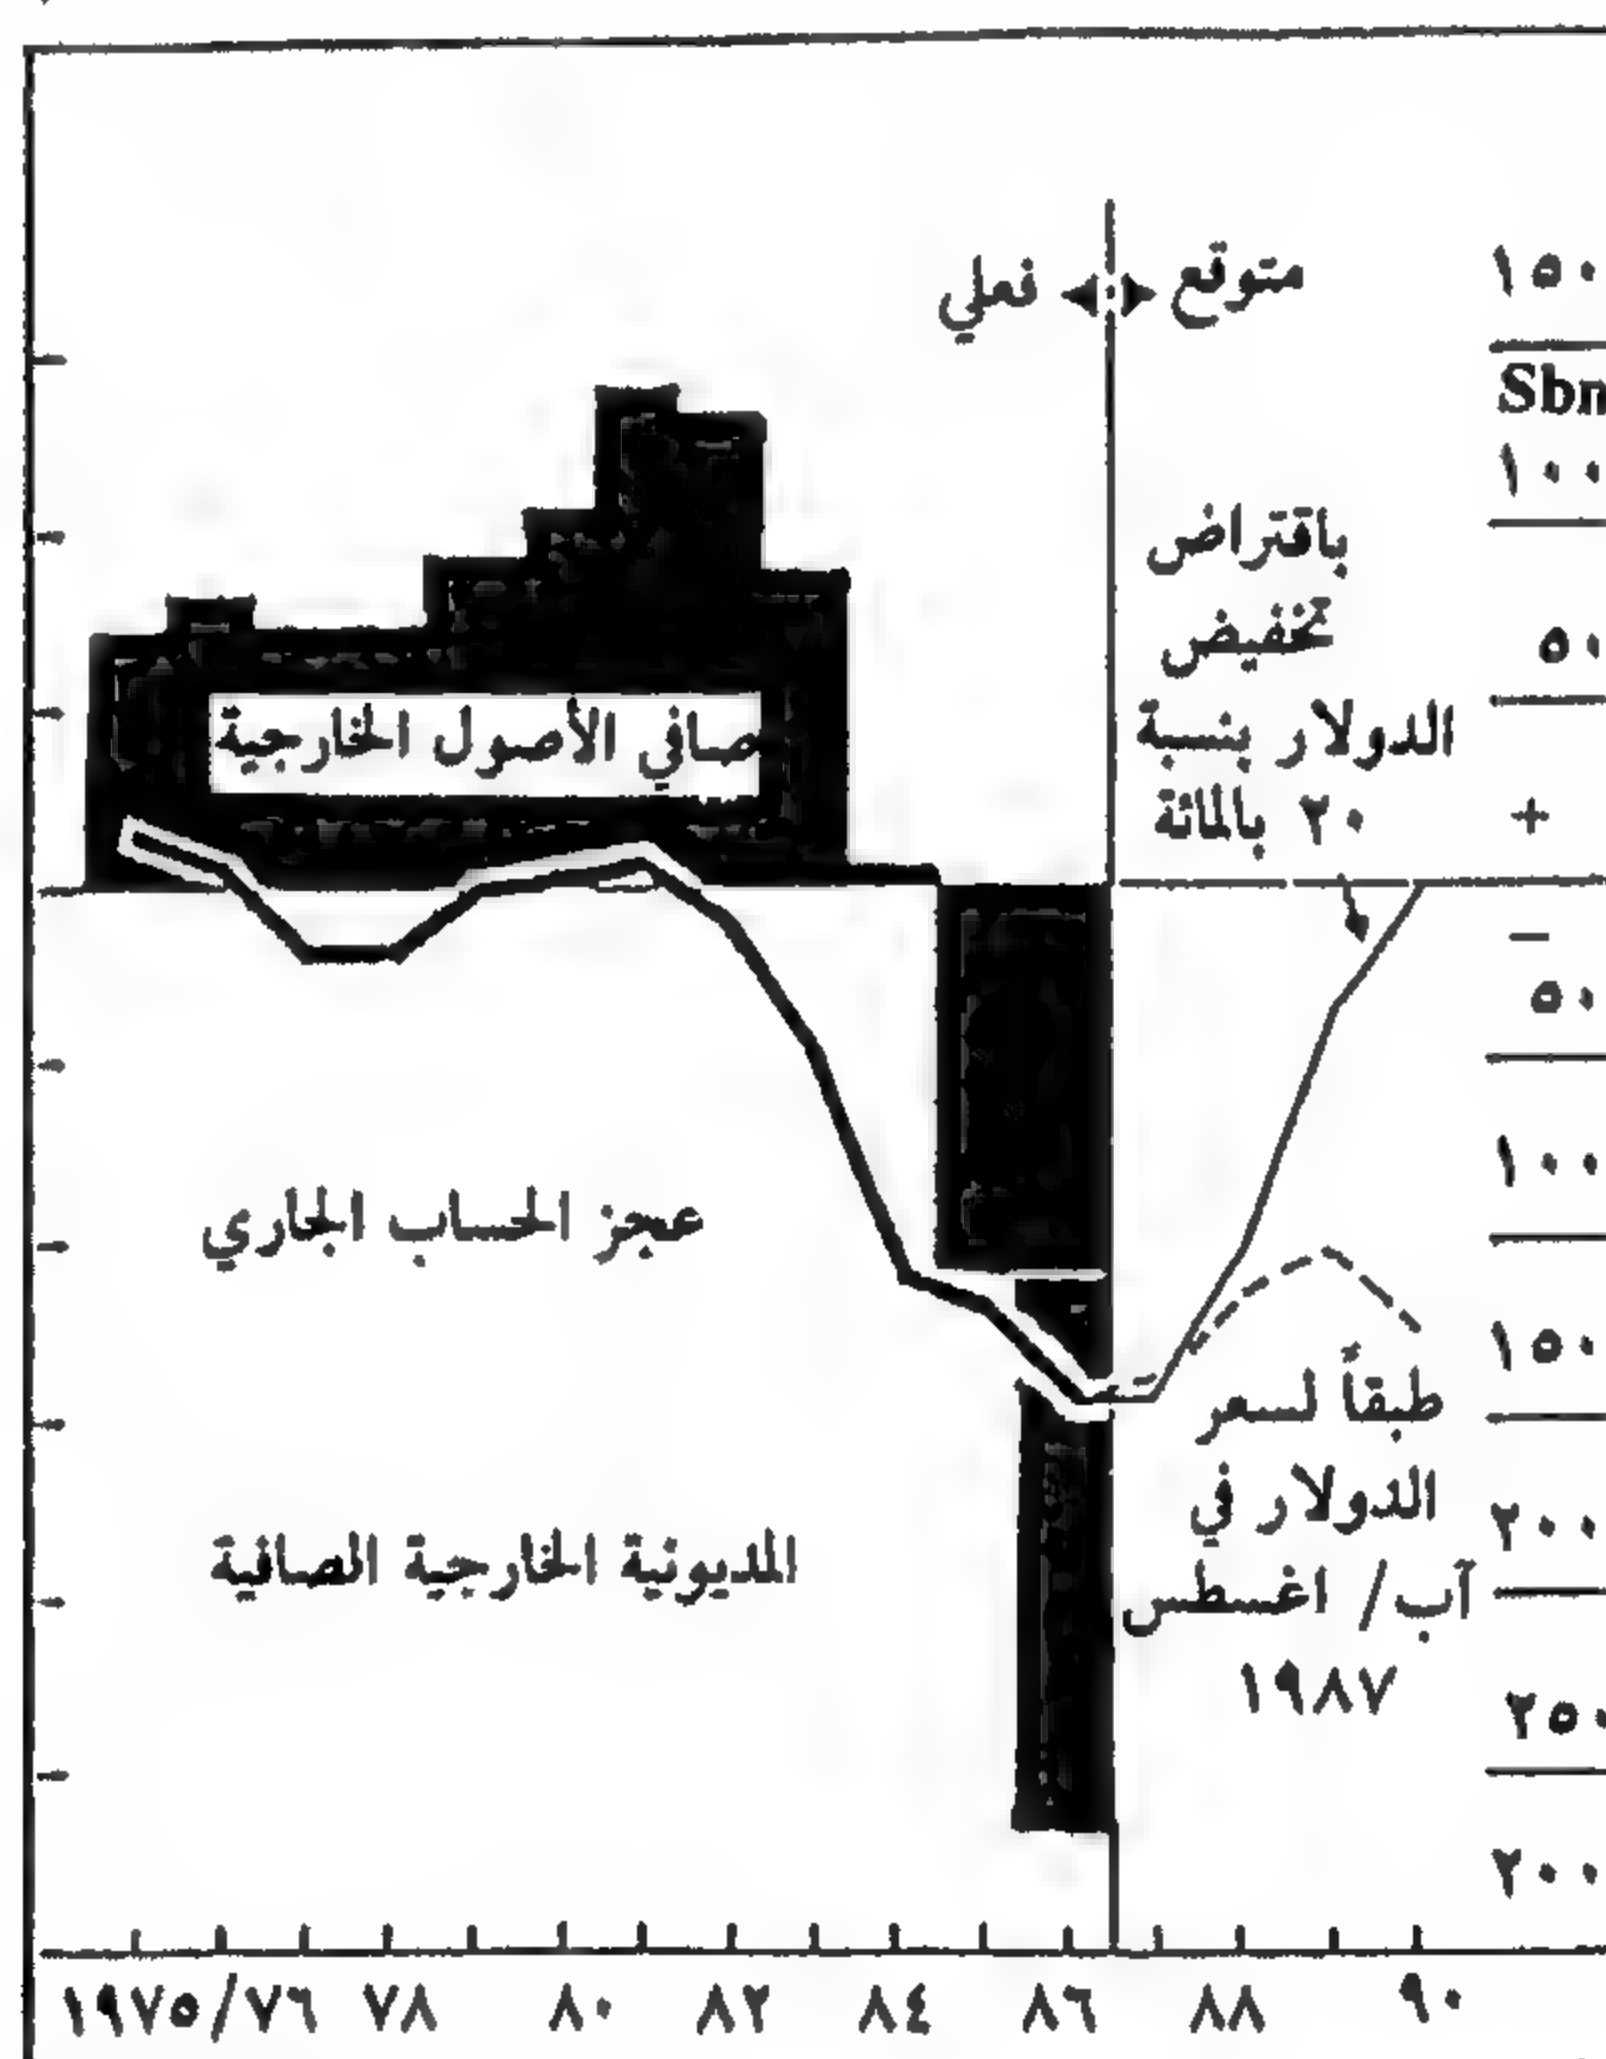 متوقع
فعلي
١٥٠
Sbn
١٠٠
٥٠
+
−
٥٠
١٠٠
١٥٠
٢٠٠
٢٥٠
٢٠٠
باقتراض
تخفيض
الدولار بنسبة
٢٠ بالمائة
صافي الأصول الخارجية
عجز الحساب الجاري
المديونية الخارجية الصافية
طبقاً لسعر
الدولار في
آب/ اغسطس
١٩٨٧
١٩٧٥/٧٦ ٧٨ ٨٠ ٨٢ ٨٤ ٨٦ ٨٨ ٩٠